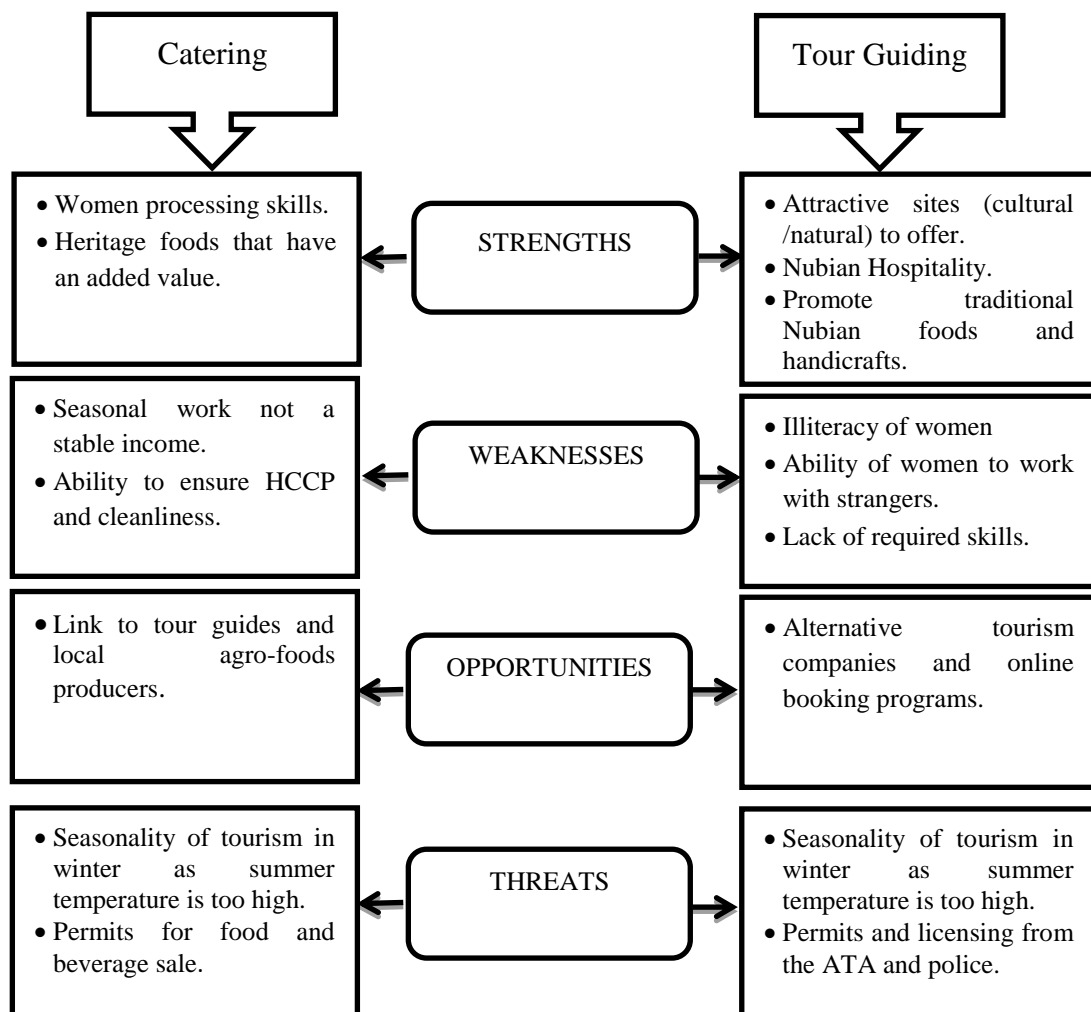 Catering
Tour Guiding
• Women processing skills.
• Heritage foods that have
an added value.
STRENGTHS
• Attractive sites (cultural
/natural) to offer.
• Nubian Hospitality.
• Promote traditional
Nubian foods and
handicrafts.
• Seasonal work not a
stable income.
• Ability to ensure HCCP
and cleanliness.
WEAKNESSES
• Illiteracy of women
• Ability of women to work
with strangers.
• Lack of required skills.
• Link to tour guides and
local agro-foods
producers.
OPPORTUNITIES
• Alternative tourism
companies and online
booking programs.
• Seasonality of tourism in
winter as summer
temperature is too high.
• Permits for food and
beverage sale.
THREATS
• Seasonality of tourism in
winter as summer
temperature is too high.
• Permits and licensing from
the ATA and police.